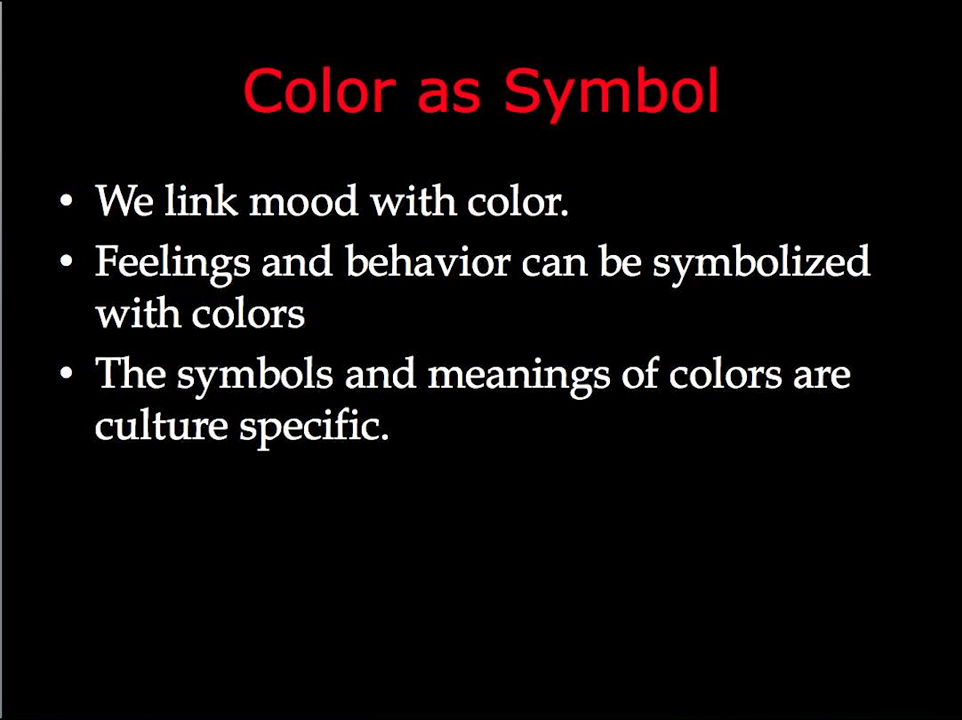 Color as Symbol
• We link mood with color.
• Feelings and behavior can be symbolized
with colors
• The symbols and meanings of colors are
culture specific.